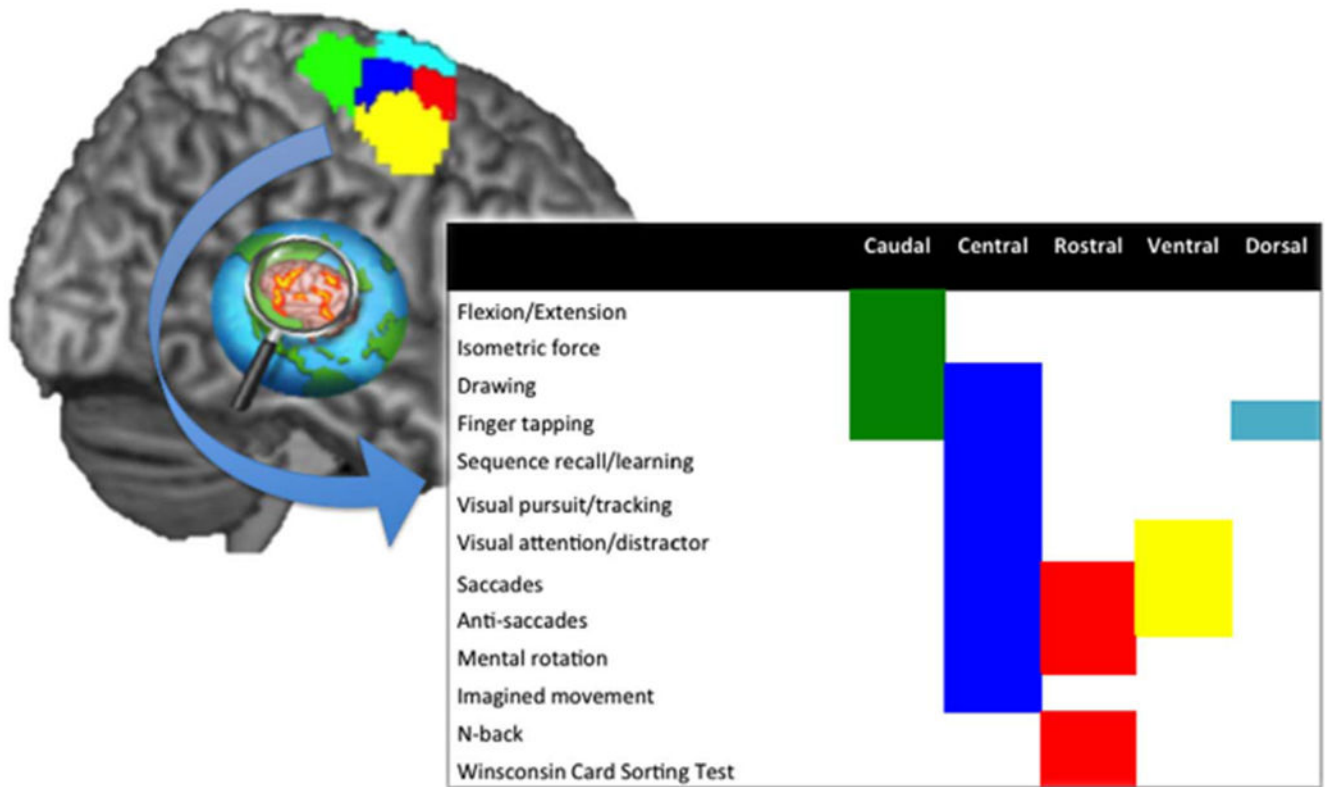 Caudal Central Rostral Ventral Dorsal
Flexion/Extension
Isometric force
Drawing
Finger tapping
Sequence recall/learning
Visual pursuit/tracking
Visual attention/distractor
Saccades
Anti-saccades
Mental rotation
Imagined movement
N-back
Winsconsin Card Sorting Test